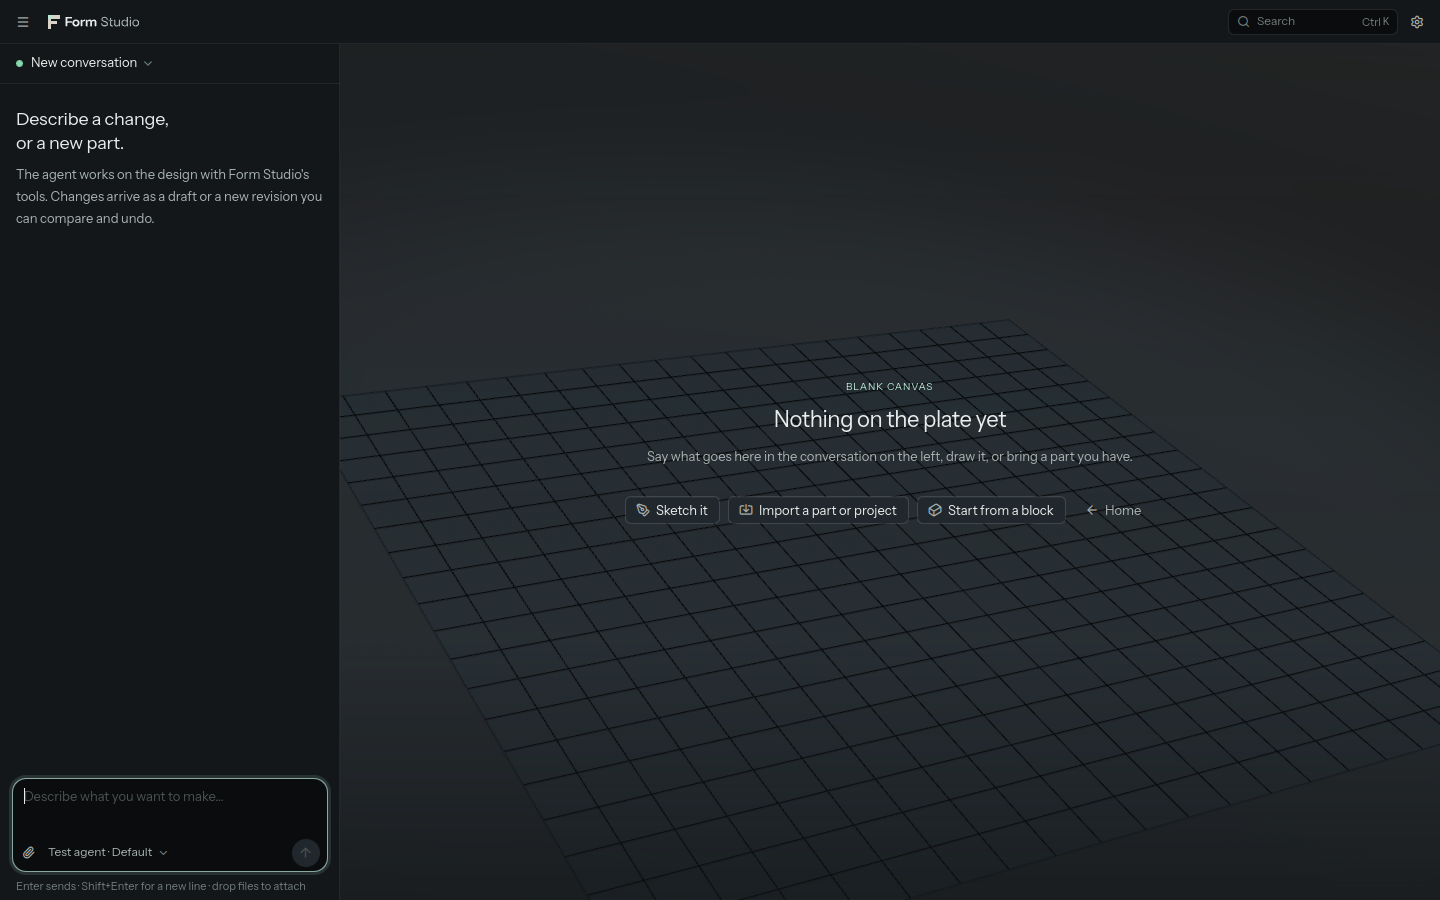 Form Studio
Search
Ctrl K
New conversation
Describe a change,
or a new part.
The agent works on the design with Form Studio's
tools. Changes arrive as a draft or a new revision you
can compare and undo.
BLANK CANVAS
Nothing on the plate yet
Say what goes here in the conversation on the left, draw it, or bring a part you have.
Sketch it
Import a part or project
Start from a block
Home
Describe what you want to make...
Test agent · Default
Enter sends · Shift+Enter for a new line · drop files to attach